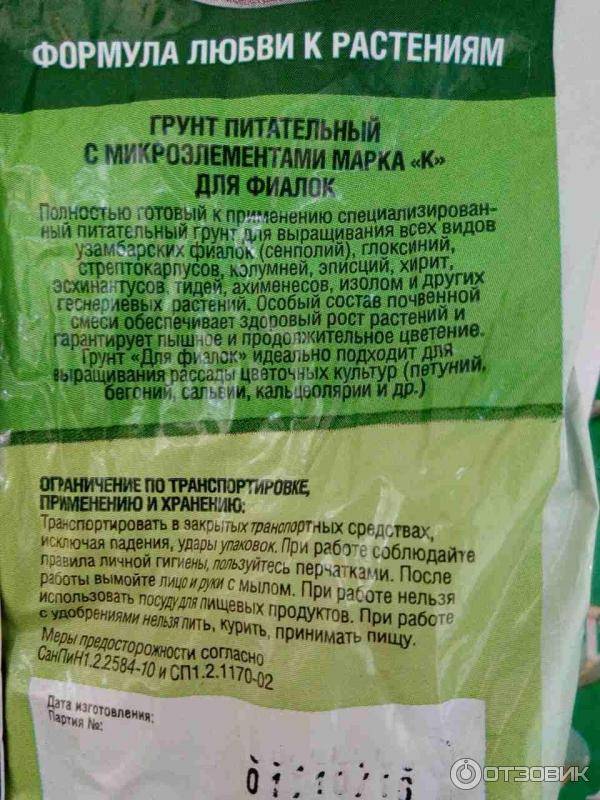 ФОРМУЛА ЛЮБВИ К РАСТЕНИЯМ
ГРУНТ ПИТАТЕЛЬНЫЙ
С МИКРОЭЛЕМЕНТАМИ МАРКА «К»
ДЛЯ ФИАЛОК
Полностью готовый к применению специализирован-
ный питательный грунт для выращивания всех видов
узамбарских фиалок (сенполий), глоксиний,
стрептокарпусов, колумней, эписций, хирит,
эсхинантусов, тидей, ахименесов, изолом и других
геснериевых растений. Особый состав почвенной
смеси обеспечивает здоровый рост растений и
гарантирует пышное и продолжительное цветение.
Грунт «Для фиалок» идеально подходит для
выращивания рассады цветочных культур (петуний,
бегоний, сальвий, кальцеолярии и др.)
ОГРАНИЧЕНИЕ ПО ТРАНСПОРТИРОВКЕ,
ПРИМЕНЕНИЮ И ХРАНЕНИЮ:
Транспортировать в закрытых транспортных средствах,
исключая падения, удары упаковок. При работе соблюдайте
правила личной гигиены, пользуйтесь перчатками. После
работы вымойте лицо и руки с мылом. При работе нельзя
использовать посуду для пищевых продуктов. При работе
с удобрениями нельзя пить, курить, принимать пищу.
Меры предосторожности согласно
СанПиН1.2.2584-10 и СП1.2.1170-02
Дата изготовления:
Партия №:
ОТЗОВИК